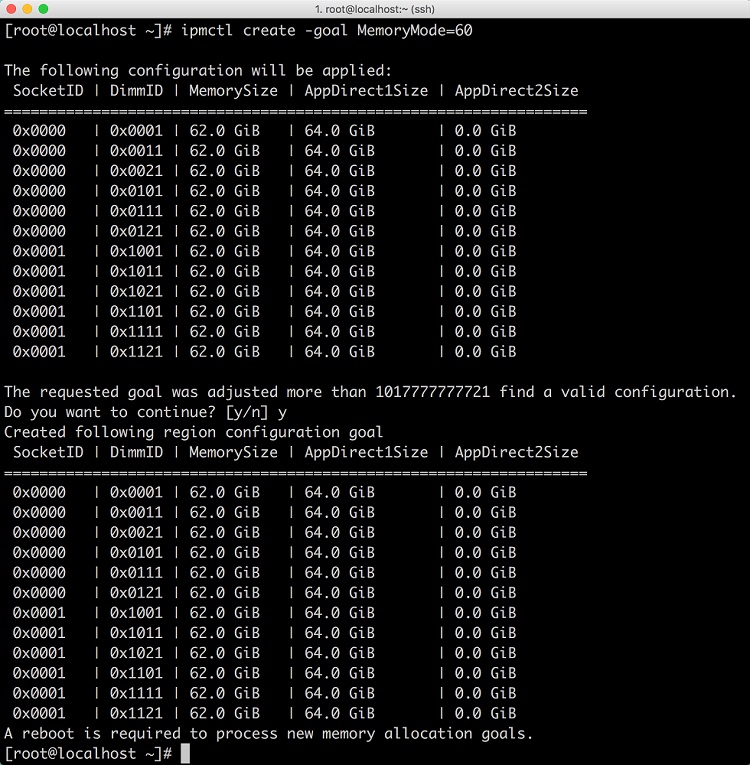 1. root@localhost:~ (ssh)
[root@localhost ~]# ipmctl create -goal MemoryMode=60
The following configuration will be applied:
SocketID | DimmID | MemorySize | AppDirect1Size | AppDirect2Size
==================================================================
0x0000 | 0x0001 | 62.0 GiB | 64.0 GiB | 0.0 GiB
0x0000 | 0x0011 | 62.0 GiB | 64.0 GiB | 0.0 GiB
0x0000 | 0x0021 | 62.0 GiB | 64.0 GiB | 0.0 GiB
0x0000 | 0x0101 | 62.0 GiB | 64.0 GiB | 0.0 GiB
0x0000 | 0x0111 | 62.0 GiB | 64.0 GiB | 0.0 GiB
0x0000 | 0x0121 | 62.0 GiB | 64.0 GiB | 0.0 GiB
0x0001 | 0x1001 | 62.0 GiB | 64.0 GiB | 0.0 GiB
0x0001 | 0x1011 | 62.0 GiB | 64.0 GiB | 0.0 GiB
0x0001 | 0x1021 | 62.0 GiB | 64.0 GiB | 0.0 GiB
0x0001 | 0x1101 | 62.0 GiB | 64.0 GiB | 0.0 GiB
0x0001 | 0x1111 | 62.0 GiB | 64.0 GiB | 0.0 GiB
0x0001 | 0x1121 | 62.0 GiB | 64.0 GiB | 0.0 GiB
The requested goal was adjusted more than 1017777777721 find a valid configuration.
Do you want to continue? [y/n] y
Created following region configuration goal
SocketID | DimmID | MemorySize | AppDirect1Size | AppDirect2Size
==================================================================
0x0000 | 0x0001 | 62.0 GiB | 64.0 GiB | 0.0 GiB
0x0000 | 0x0011 | 62.0 GiB | 64.0 GiB | 0.0 GiB
0x0000 | 0x0021 | 62.0 GiB | 64.0 GiB | 0.0 GiB
0x0000 | 0x0101 | 62.0 GiB | 64.0 GiB | 0.0 GiB
0x0000 | 0x0111 | 62.0 GiB | 64.0 GiB | 0.0 GiB
0x0000 | 0x0121 | 62.0 GiB | 64.0 GiB | 0.0 GiB
0x0001 | 0x1001 | 62.0 GiB | 64.0 GiB | 0.0 GiB
0x0001 | 0x1011 | 62.0 GiB | 64.0 GiB | 0.0 GiB
0x0001 | 0x1021 | 62.0 GiB | 64.0 GiB | 0.0 GiB
0x0001 | 0x1101 | 62.0 GiB | 64.0 GiB | 0.0 GiB
0x0001 | 0x1111 | 62.0 GiB | 64.0 GiB | 0.0 GiB
0x0001 | 0x1121 | 62.0 GiB | 64.0 GiB | 0.0 GiB
A reboot is required to process new memory allocation goals.
[root@localhost ~]#